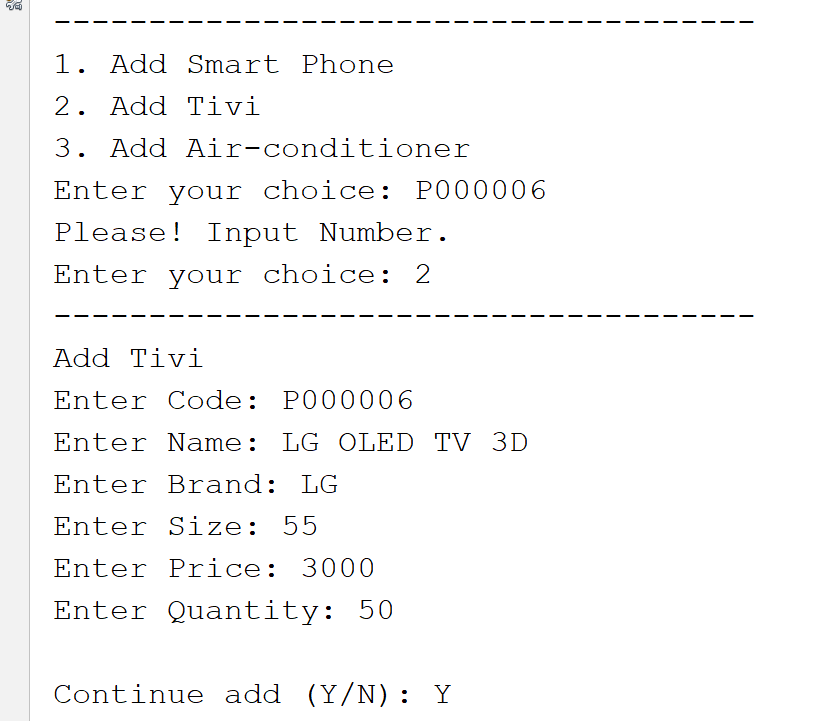 -------------------------------------
1. Add Smart Phone
2. Add Tivi
3. Add Air-conditioner
Enter your choice: P000006
Please! Input Number.
Enter your choice: 2
-------------------------------------
Add Tivi
Enter Code: P000006
Enter Name: LG OLED TV 3D
Enter Brand: LG
Enter Size: 55
Enter Price: 3000
Enter Quantity: 50
Continue add (Y/N): Y